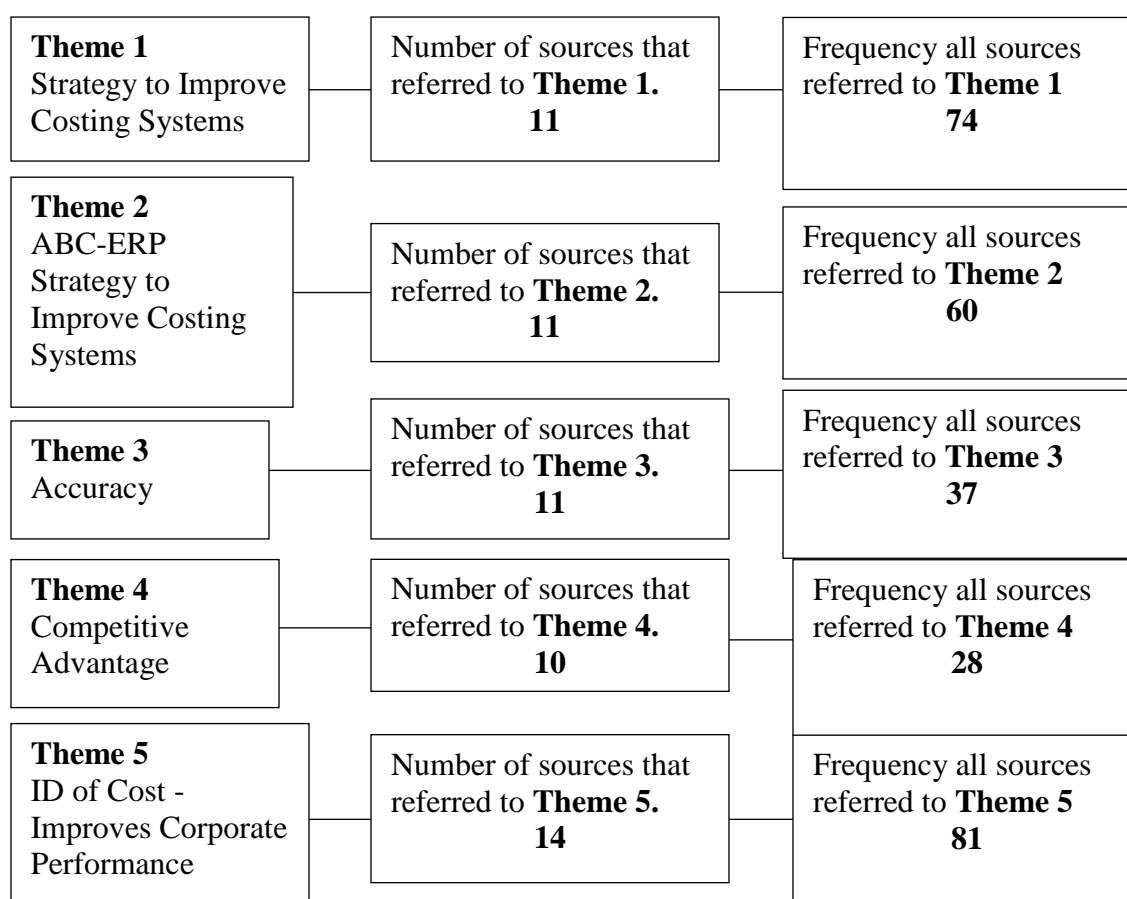 Theme 1
Strategy to Improve
Costing Systems
Number of sources that
referred to Theme 1.
11
Frequency all sources
referred to Theme 1
74
Theme 2
ABC-ERP
Strategy to
Improve Costing
Systems
Number of sources that
referred to Theme 2.
11
Frequency all sources
referred to Theme 2
60
Theme 3
Accuracy
Number of sources that
referred to Theme 3.
11
Frequency all sources
referred to Theme 3
37
Theme 4
Competitive
Advantage
Number of sources that
referred to Theme 4.
10
Frequency all sources
referred to Theme 4
28
Theme 5
ID of Cost -
Improves Corporate
Performance
Number of sources that
referred to Theme 5.
14
Frequency all sources
referred to Theme 5
81